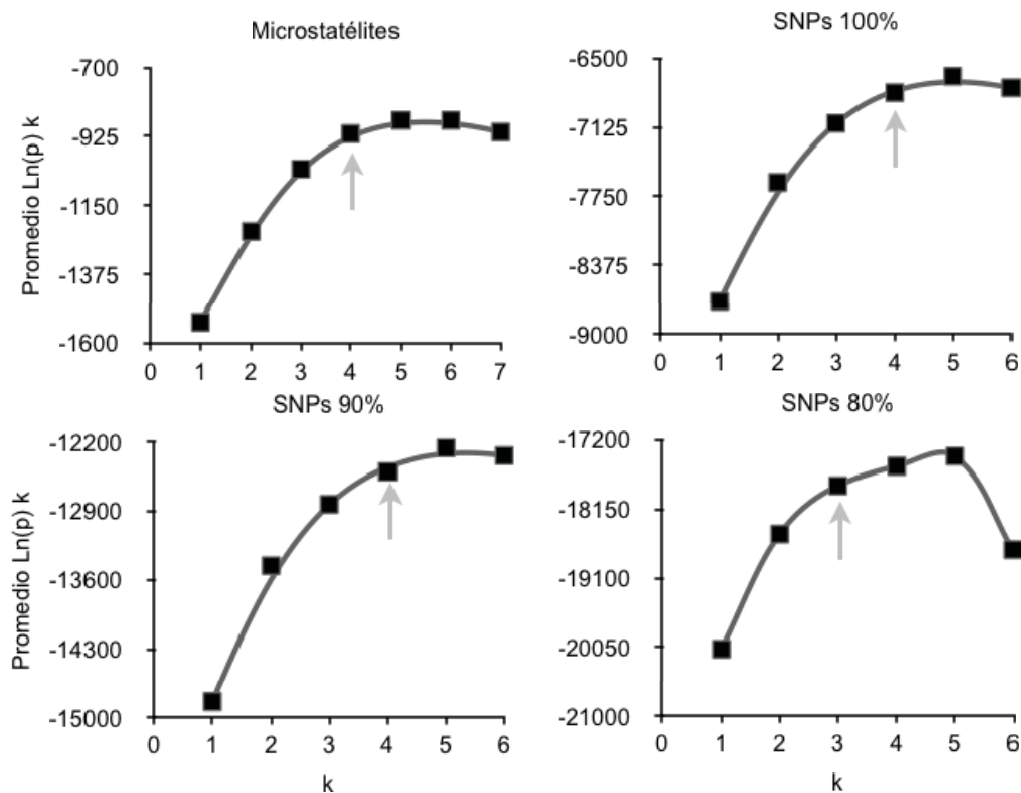 Microstatélites
Promedio Ln(p) k
-700
-925
-1150
-1375
-1600
0 1 2 3 4 5 6 7
SNPs 100%
-6500
-7125
-7750
-8375
-9000
0 1 2 3 4 5 6
SNPs 90%
Promedio Ln(p) k
-12200
-12900
-13600
-14300
-15000
0 1 2 3 4 5 6
k
SNPs 80%
-17200
-18150
-19100
-20050
-21000
0 1 2 3 4 5 6
k